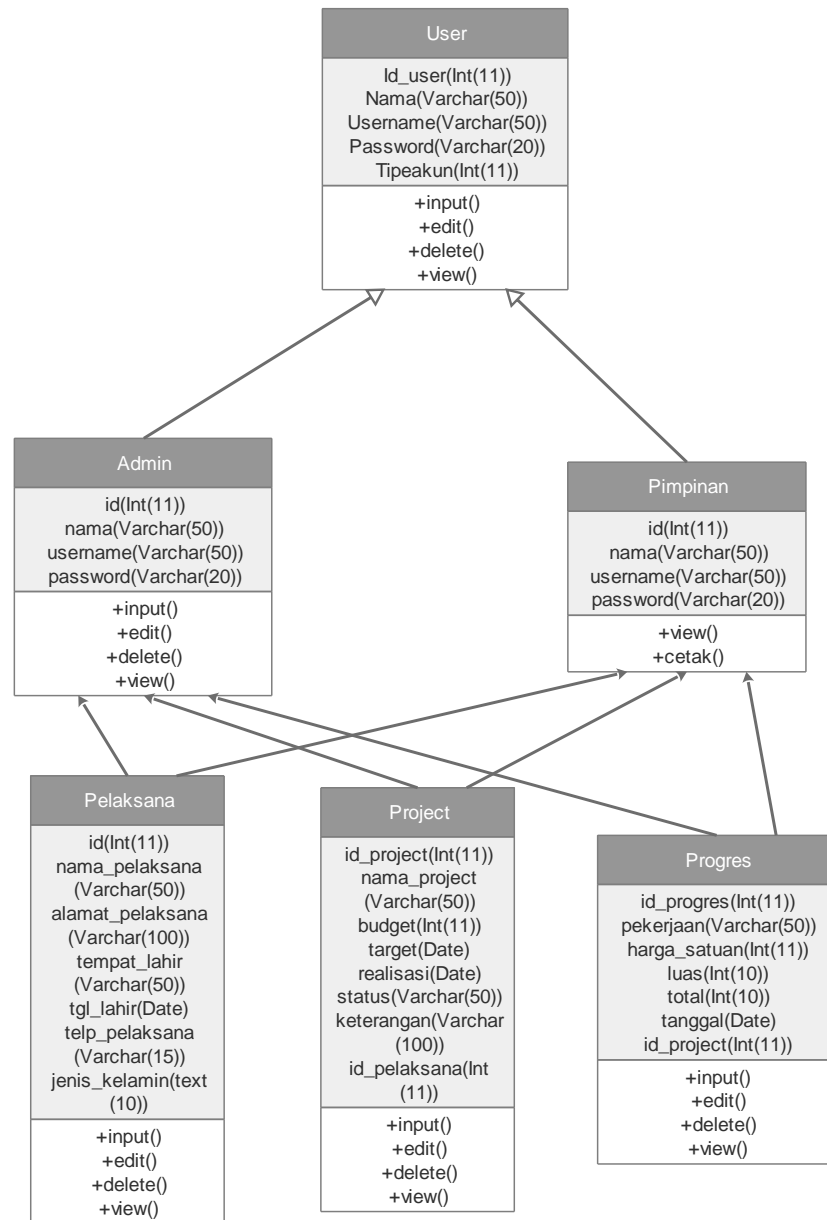 User
Id_user(Int(11))
Nama(Varchar(50))
Username(Varchar(50))
Password(Varchar(20))
Tipeakun(Int(11))
+input()
+edit()
+delete()
+view()
Admin
id(Int(11))
nama(Varchar(50))
username(Varchar(50))
password(Varchar(20))
+input()
+edit()
+delete()
+view()
Pimpinan
id(Int(11))
nama(Varchar(50))
username(Varchar(50))
password(Varchar(20))
+view()
+cetak()
Pelaksana
id(Int(11))
nama_pelaksana
(Varchar(50))
alamat_pelaksana
(Varchar(100))
tempat_lahir
(Varchar(50))
tgl_lahir(Date)
telp_pelaksana
(Varchar(15))
jenis_kelamin(text
(10))
+input()
+edit()
+delete()
+view()
Project
id_project(Int(11))
nama_project
(Varchar(50))
budget(Int(11))
target(Date)
realisasi(Date)
status(Varchar(50))
keterangan(Varchar
(100))
id_pelaksana(Int
(11))
+input()
+edit()
+delete()
+view()
Progres
id_progres(Int(11))
pekerjaan(Varchar(50))
harga_satuan(Int(11))
luas(Int(10))
total(Int(10))
tanggal(Date)
id_project(Int(11))
+input()
+edit()
+delete()
+view()